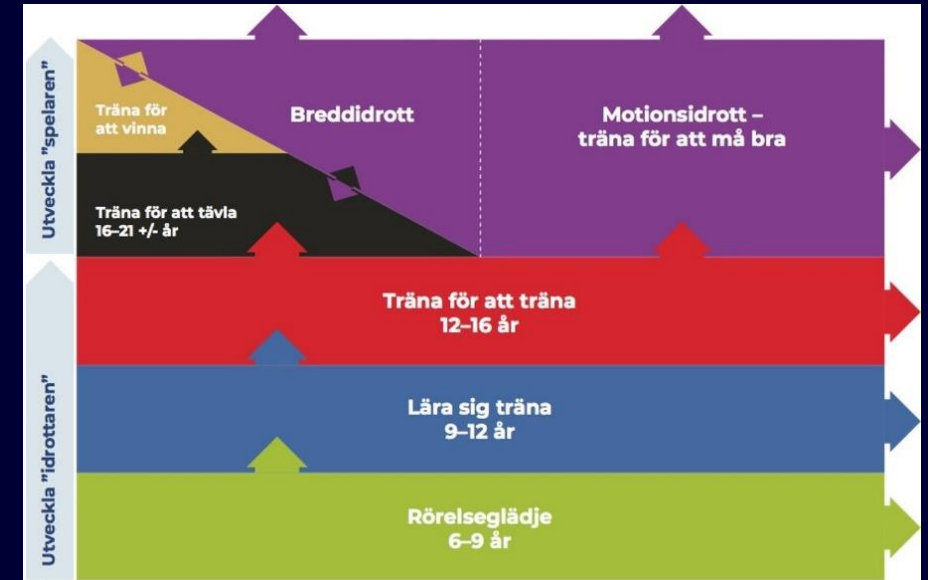 Utveckla "spelaren"
Träna för
att vinna
Breddidrott
Motionsidrott –
träna för att må bra
Träna för att tävla
16–21 +/- år
Utveckla "idrottaren"
Träna för att träna
12–16 år
Lära sig träna
9–12 år
Rörelseglädje
6–9 år